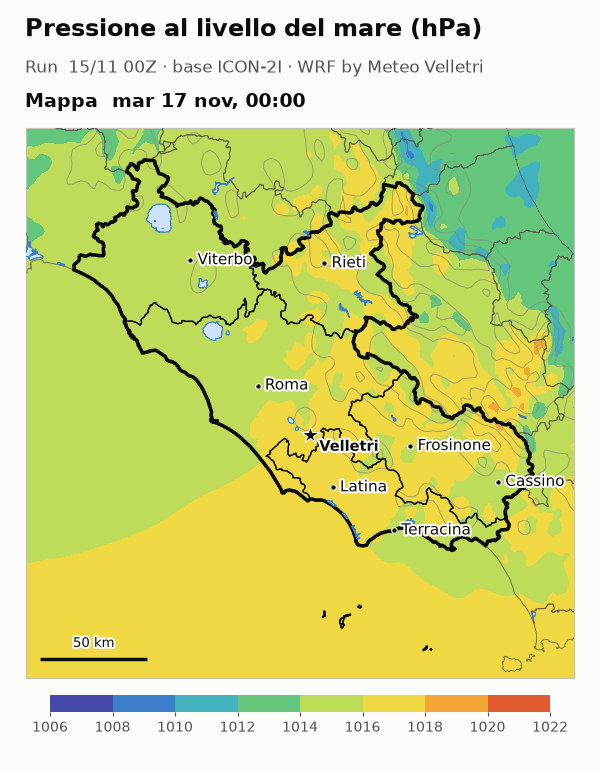 Pressione al livello del mare (hPa)
Run  15/11 00Z · base ICON-2I · WRF by Meteo Velletri
Mappa  mar 17 nov, 00:00
Viterbo
Rieti
Roma
Velletri
Frosinone
Cassino
Latina
Terracina
50 km
1006 1008 1010 1012 1014 1016 1018 1020 1022